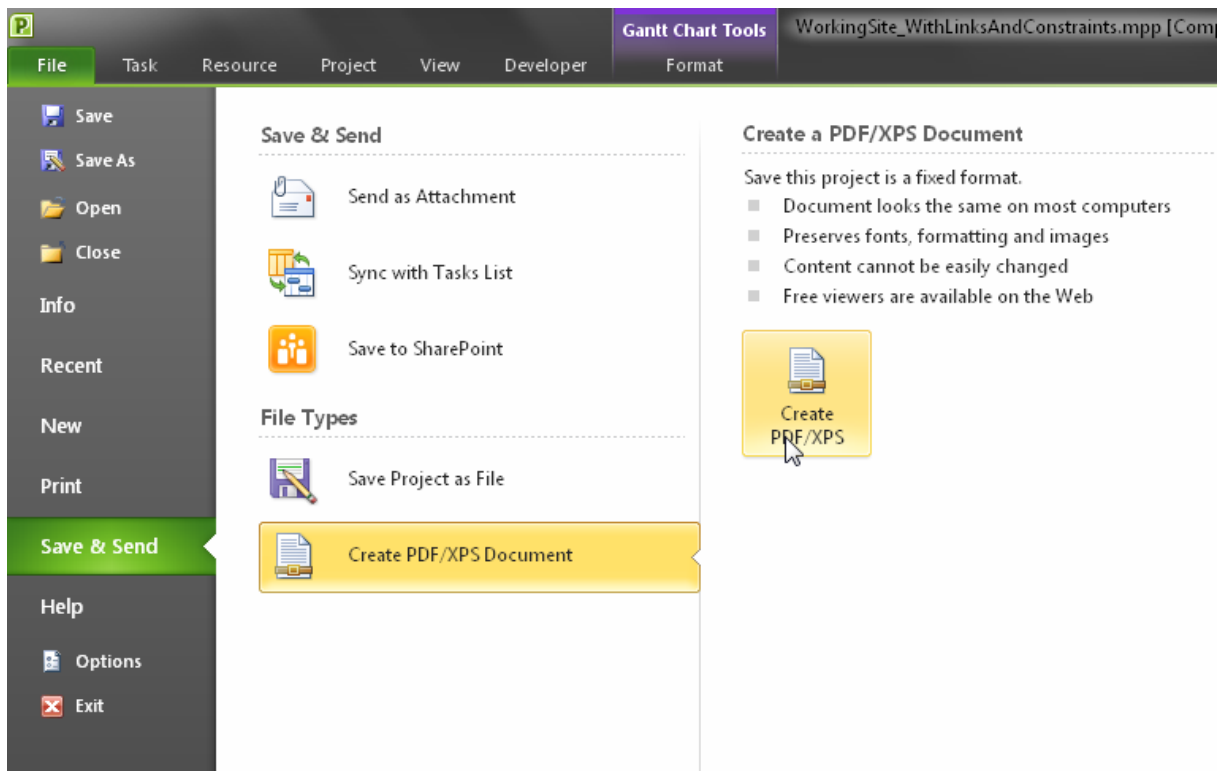 P
Gantt Chart Tools
WorkingSite_WithLinksAndConstraints.mpp [Comp
File Task Resource Project View Developer Format
Save
Save As
Open
Close
Info
Recent
New
Print
Save & Send
Help
Options
Exit
Save & Send
Send as Attachment
Sync with Tasks List
Save to SharePoint
File Types
Save Project as File
Create PDF/XPS Document
Create a PDF/XPS Document
Save this project is a fixed format.
Document looks the same on most computers
Preserves fonts, formatting and images
Content cannot be easily changed
Free viewers are available on the Web
Create
PDF/XPS